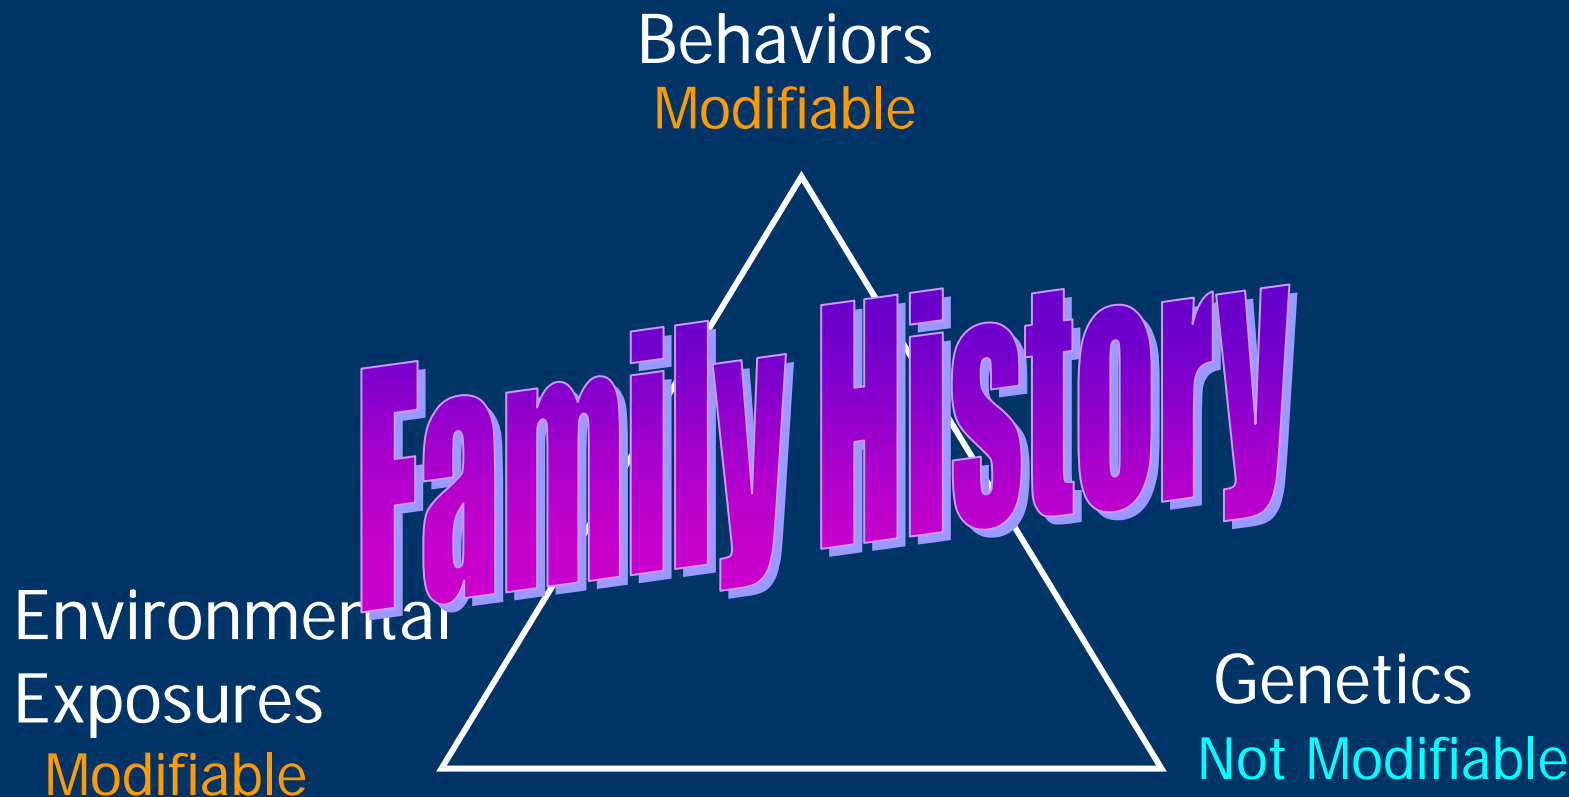 Behaviors
Modifiable
Family History
Environmental
Exposures
Modifiable
Genetics
Not Modifiable